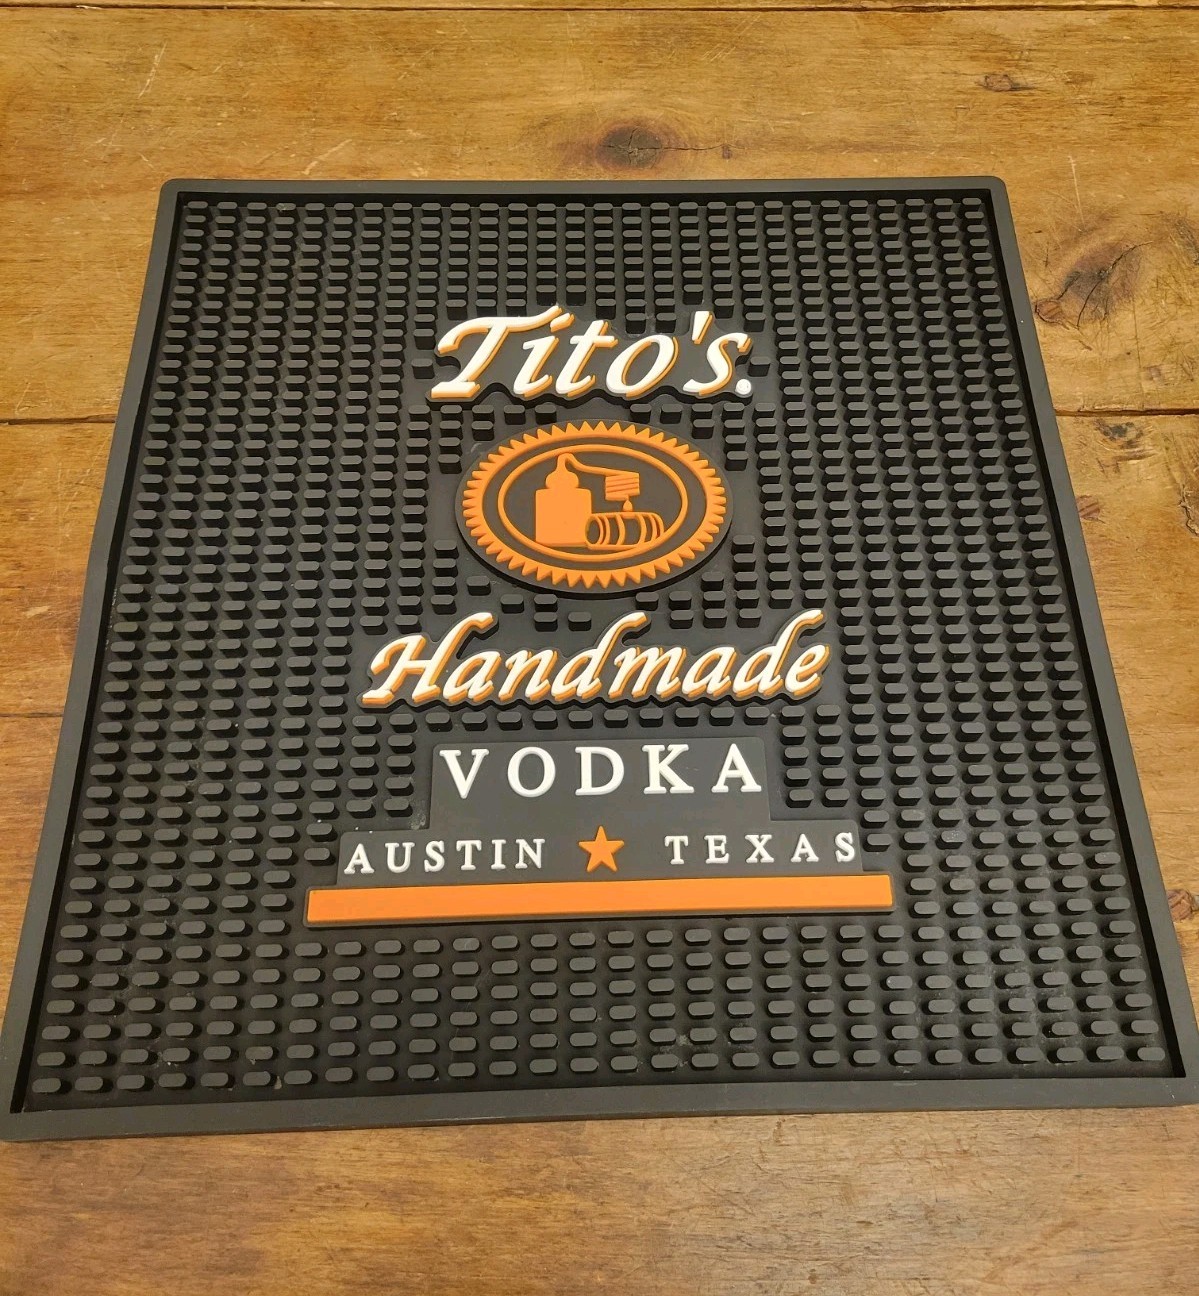 Tito's.
Handmade
VODKA
AUSTIN ★ TEXAS